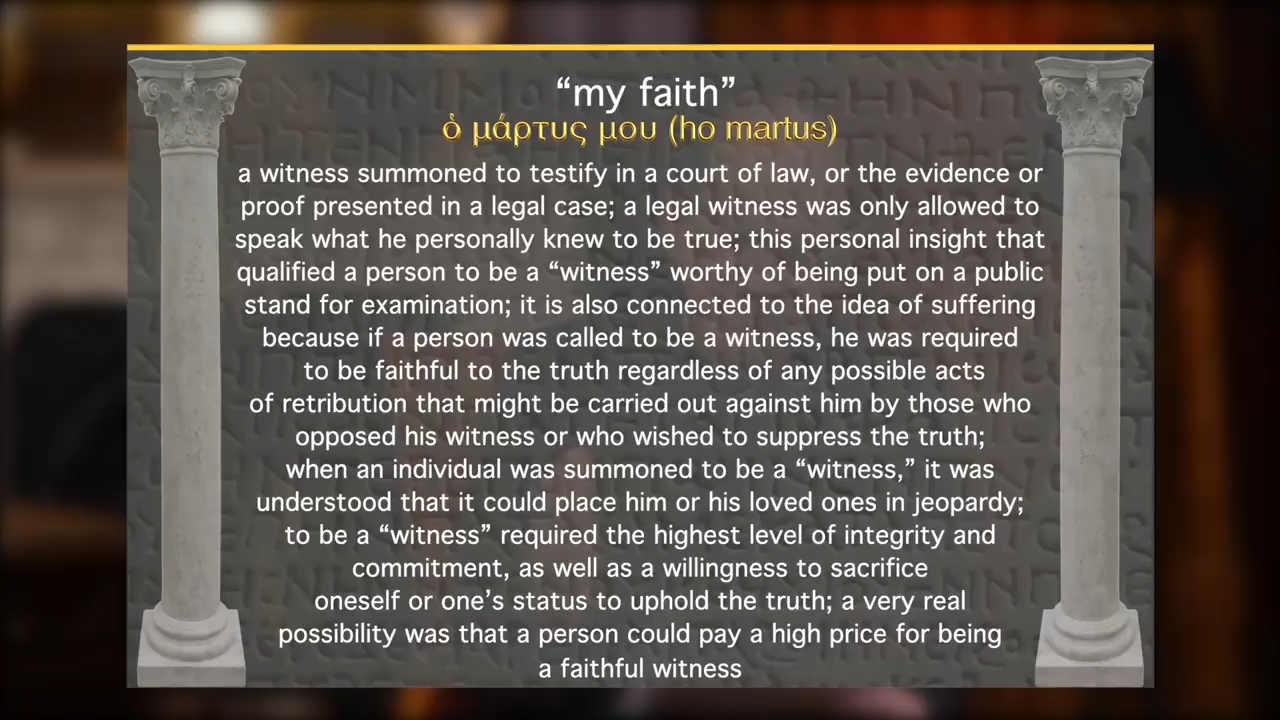 “my faith”
ὁ μάρτυς μου (ho martus)
a witness summoned to testify in a court of law, or the evidence or
proof presented in a legal case; a legal witness was only allowed to
speak what he personally knew to be true; this personal insight that
qualified a person to be a “witness” worthy of being put on a public
stand for examination; it is also connected to the idea of suffering
because if a person was called to be a witness, he was required
to be faithful to the truth regardless of any possible acts
of retribution that might be carried out against him by those who
opposed his witness or who wished to suppress the truth;
when an individual was summoned to be a “witness,” it was
understood that it could place him or his loved ones in jeopardy;
to be a “witness” required the highest level of integrity and
commitment, as well as a willingness to sacrifice
oneself or one’s status to uphold the truth; a very real
possibility was that a person could pay a high price for being
a faithful witness